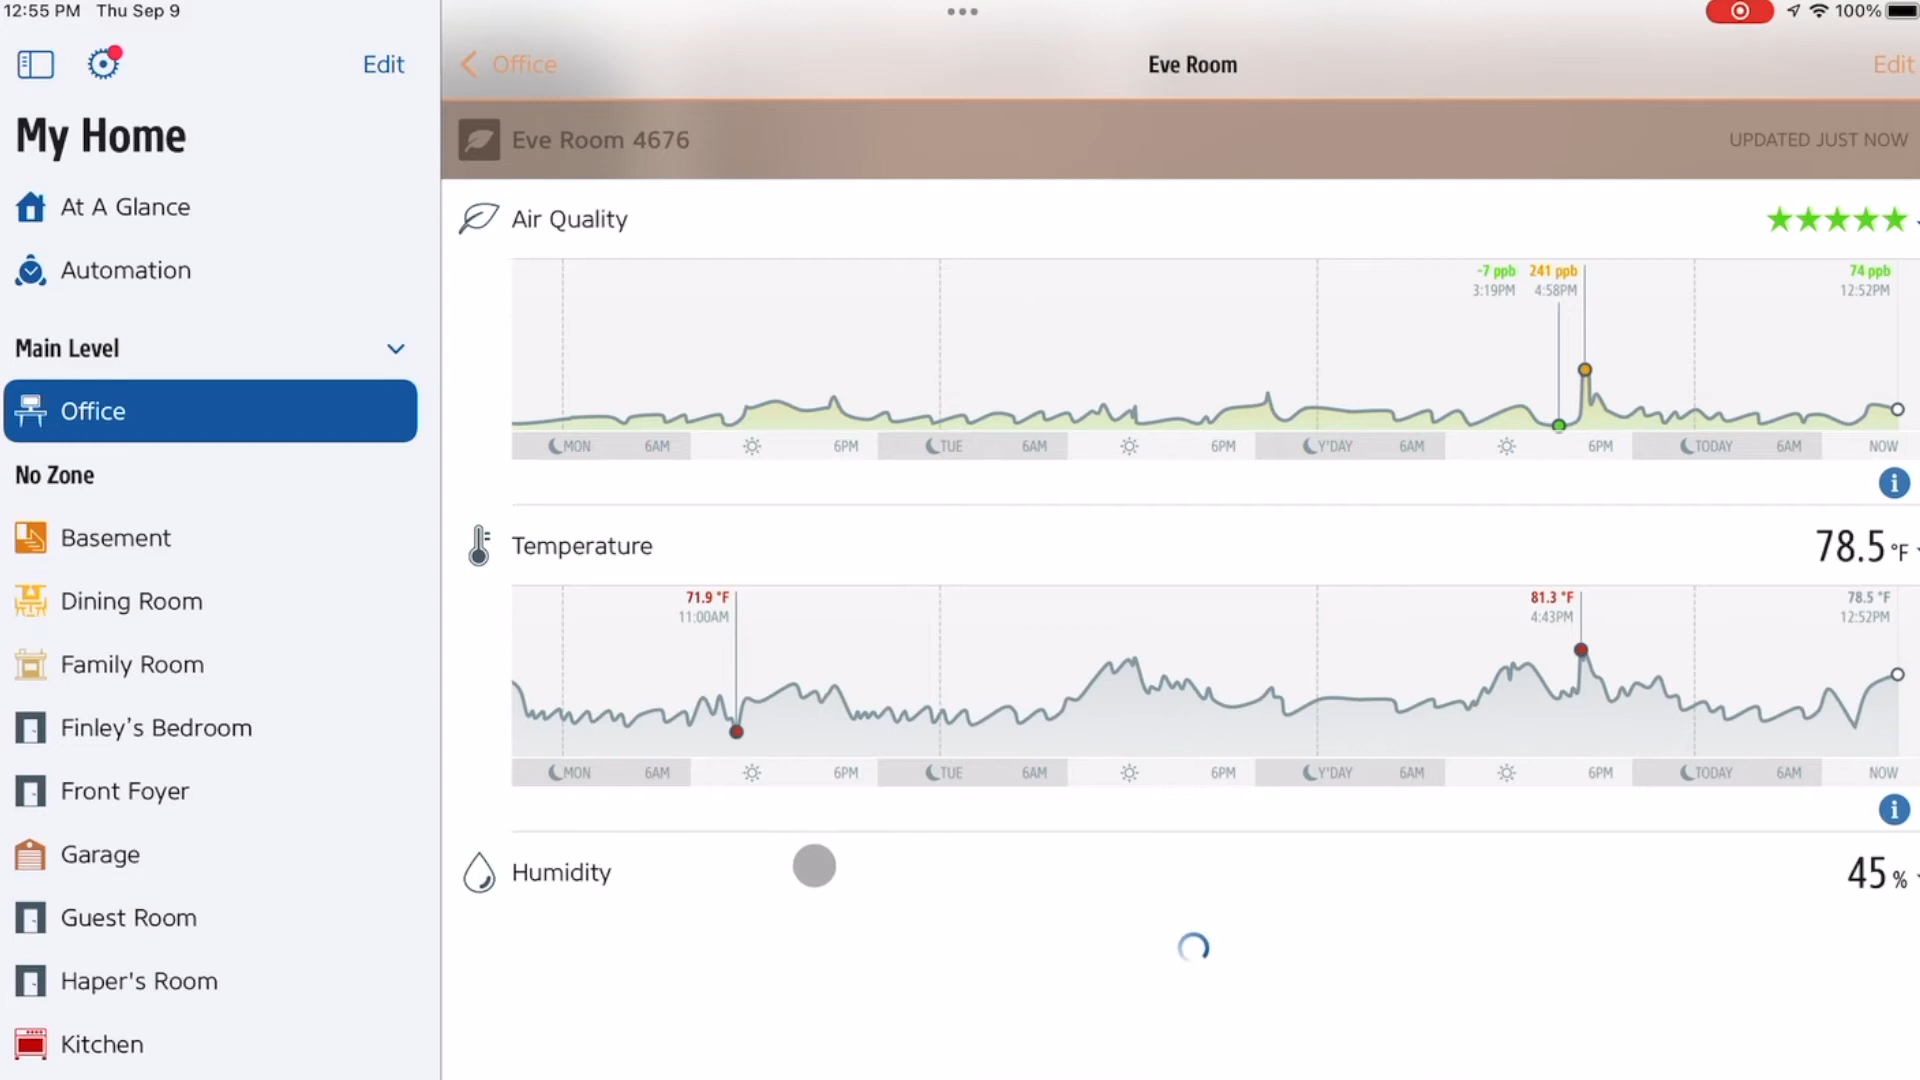 12:55 PM Thu Sep 9
100%
Edit
Office
Eve Room
Edit
My Home
Eve Room 4676
UPDATED JUST NOW
At A Glance
Automation
Main Level
Office
No Zone
Basement
Dining Room
Family Room
Finley’s Bedroom
Front Foyer
Garage
Guest Room
Haper's Room
Kitchen
Air Quality
-7 ppb 241 ppb 74 ppb
3:19PM 4:58PM 12:52PM
MON 6AM 6PM TUE 6AM 6PM Y'DAY 6AM 6PM TODAY 6AM NOW
i
Temperature
78.5 °F
71.9 °F 81.3 °F 78.5 °F
11:00AM 4:43PM 12:52PM
MON 6AM 6PM TUE 6AM 6PM Y'DAY 6AM 6PM TODAY 6AM NOW
i
Humidity
45 %